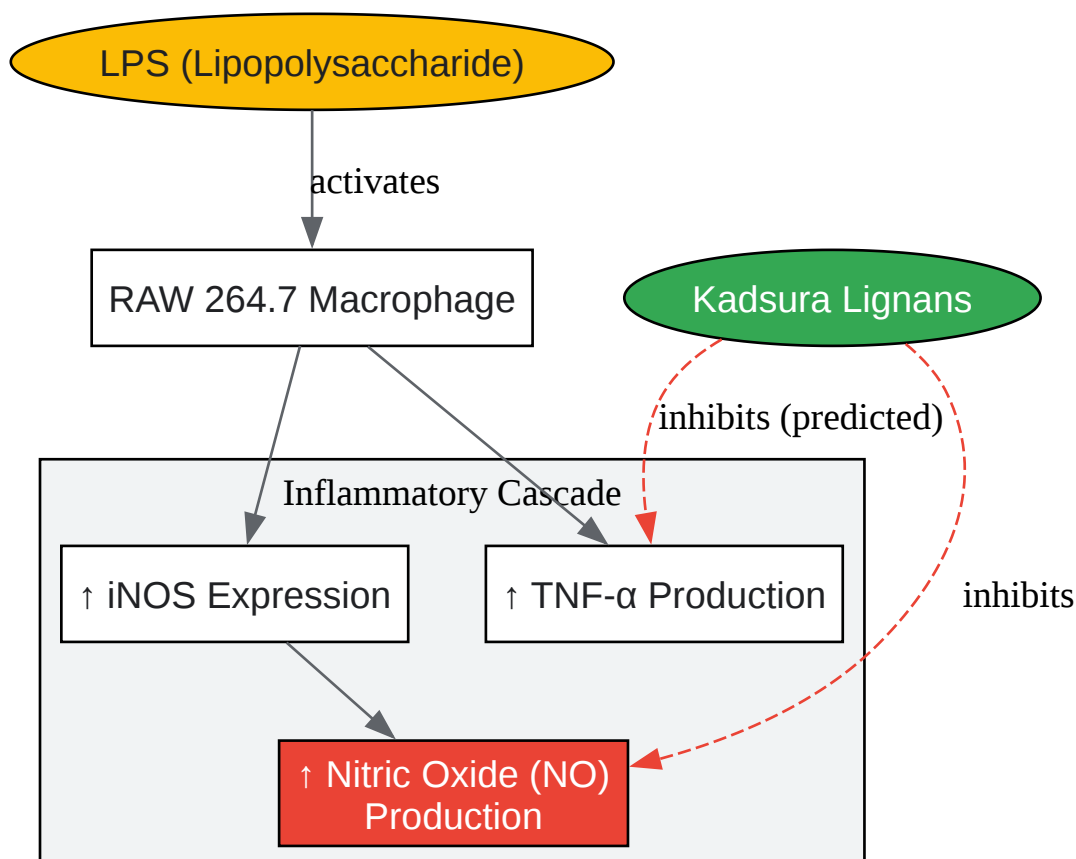 LPS (Lipopolysaccharide)
activates
RAW 264.7 Macrophage
Kadsura Lignans
inhibits (predicted)
Inflammatory Cascade
↑ iNOS Expression
↑ TNF-α Production
inhibits
↑ Nitric Oxide (NO)
Production